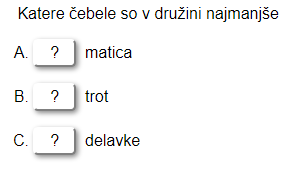 Katere čebele so v družini najmanjše
A. ? matica
B. ? trot
C. ? delavke